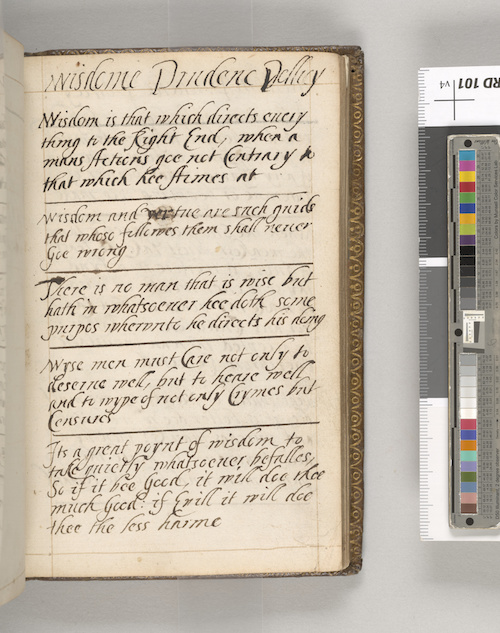 Wisdome Prudenc Pollicy
Wisdom is that which directs every
thing to the Right End, when a
mans Actions goe not Contrary to
that which hee Aimes at
Wisdom and vertue are such guids
that whoso followes them shall never
Goe wrong
There is no man that is wise but
hath in whatsoever hee doth some
purpos wherunto he directs his doing
Wyse men must Care not only to
deserve well, but to heare well
and to wype of not only Crymes but
Censures
Its a great poynt of wisdom to
take quietly whatsoever befalles,
So if it bee Good, it will doe thee
much Good: if Evill it will doe
thee the less harme
RD 101
v4